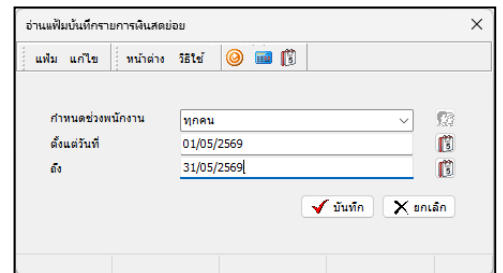 อ่านแฟ้มบันทึกรายการเงินสดย่อย
แฟ้ม แก้ไข หน้าต่าง วิธีใช้
กำหนดช่วงพนักงาน ทุกคน
ตั้งแต่วันที่ 01/05/2569
ถึง 31/05/2569
บันทึก ยกเลิก